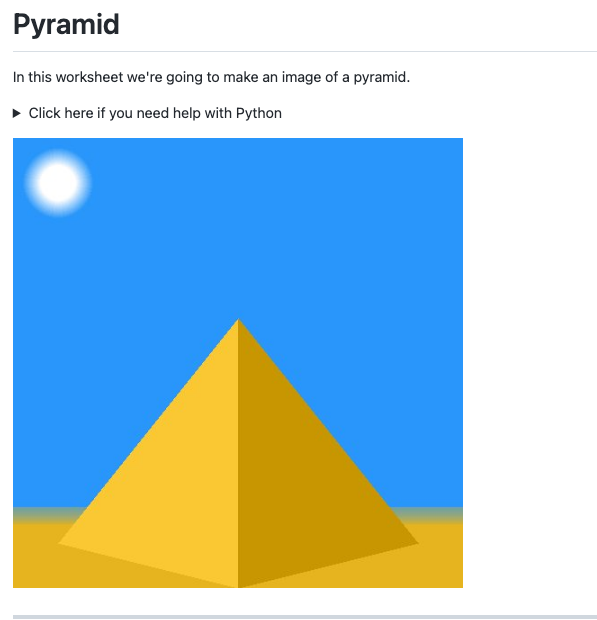 Pyramid
In this worksheet we're going to make an image of a pyramid.
Click here if you need help with Python